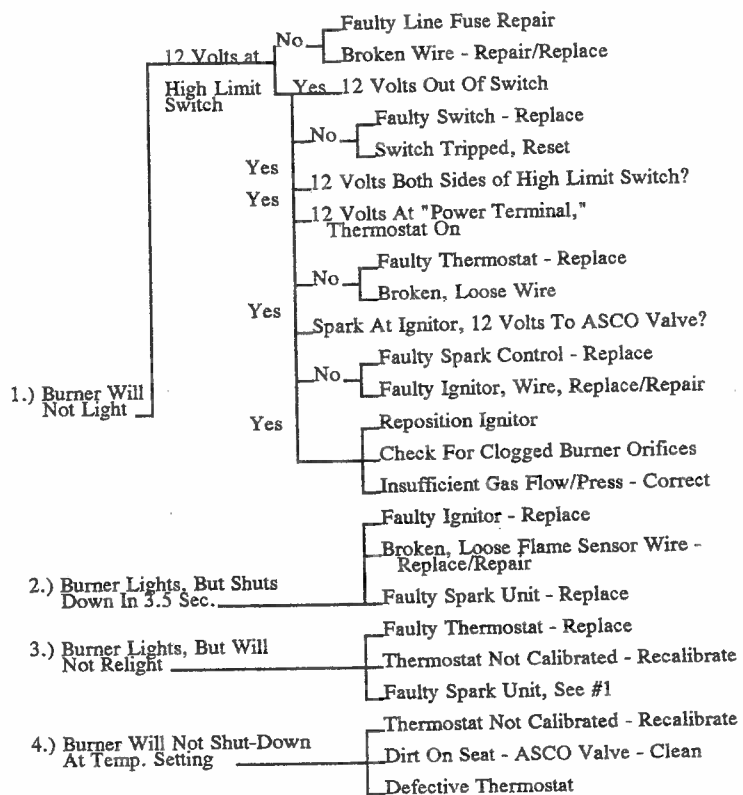 No
Faulty Line Fuse Repair
Broken Wire - Repair/Replace
12 Volts at
High Limit
Switch
Yes
12 Volts Out Of Switch
No
Faulty Switch - Replace
Switch Tripped, Reset
Yes
12 Volts Both Sides of High Limit Switch?
Yes
12 Volts At "Power Terminal,"
Thermostat On
No
Faulty Thermostat - Replace
Broken, Loose Wire
Yes
Spark At Ignitor, 12 Volts To ASCO Valve?
No
Faulty Spark Control - Replace
Faulty Ignitor, Wire, Replace/Repair
1.) Burner Will
Not Light
Yes
Reposition Ignitor
Check For Clogged Burner Orifices
Insufficient Gas Flow/Press - Correct
2.) Burner Lights, But Shuts
Down In 3.5 Sec.
Faulty Ignitor - Replace
Broken, Loose Flame Sensor Wire -
Replace/Repair
Faulty Spark Unit - Replace
3.) Burner Lights, But Will
Not Relight
Faulty Thermostat - Replace
Thermostat Not Calibrated - Recalibrate
Faulty Spark Unit, See #1
4.) Burner Will Not Shut-Down
At Temp. Setting
Thermostat Not Calibrated - Recalibrate
Dirt On Seat - ASCO Valve - Clean
Defective Thermostat